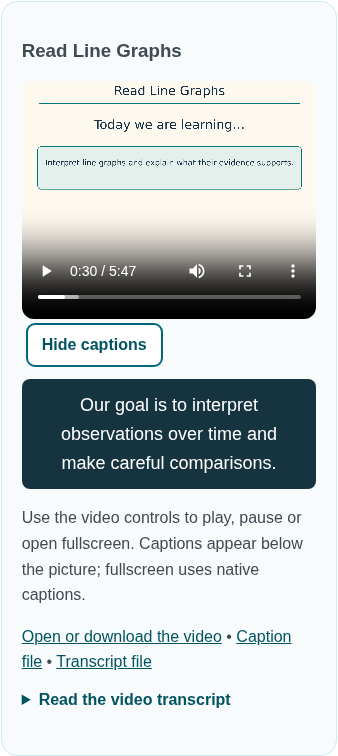 Read Line Graphs
Read Line Graphs
Today we are learning...
Interpret line graphs and explain what their evidence supports.
0:30 / 5:47
Hide captions
Our goal is to interpret
observations over time and
make careful comparisons.
Use the video controls to play, pause or
open fullscreen. Captions appear below
the picture; fullscreen uses native
captions.
Open or download the video • Caption
file • Transcript file
Read the video transcript